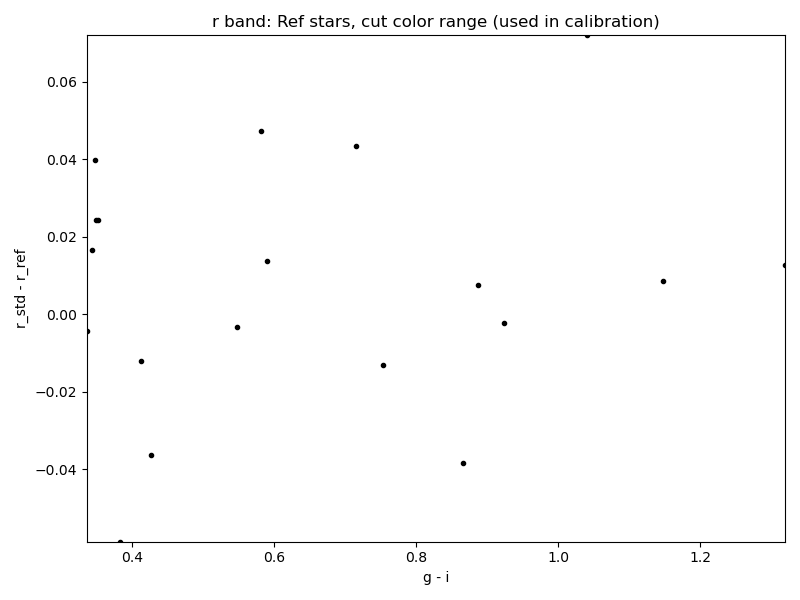 r band: Ref stars, cut color range (used in calibration)
r_std - r_ref
0.06
0.04
0.02
0.00
−0.02
−0.04
0.4 0.6 0.8 1.0 1.2
g - i